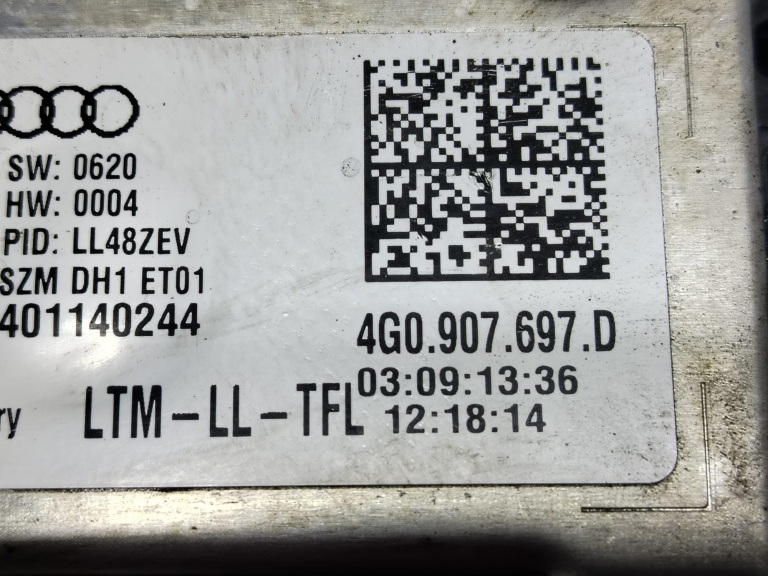 SW: 0620
HW: 0004
PID: LL48ZEV
SZM DH1 ET01
401140244
4G0.907.697.D
03:09:13:36
LTM-LL-TFL
12:18:14